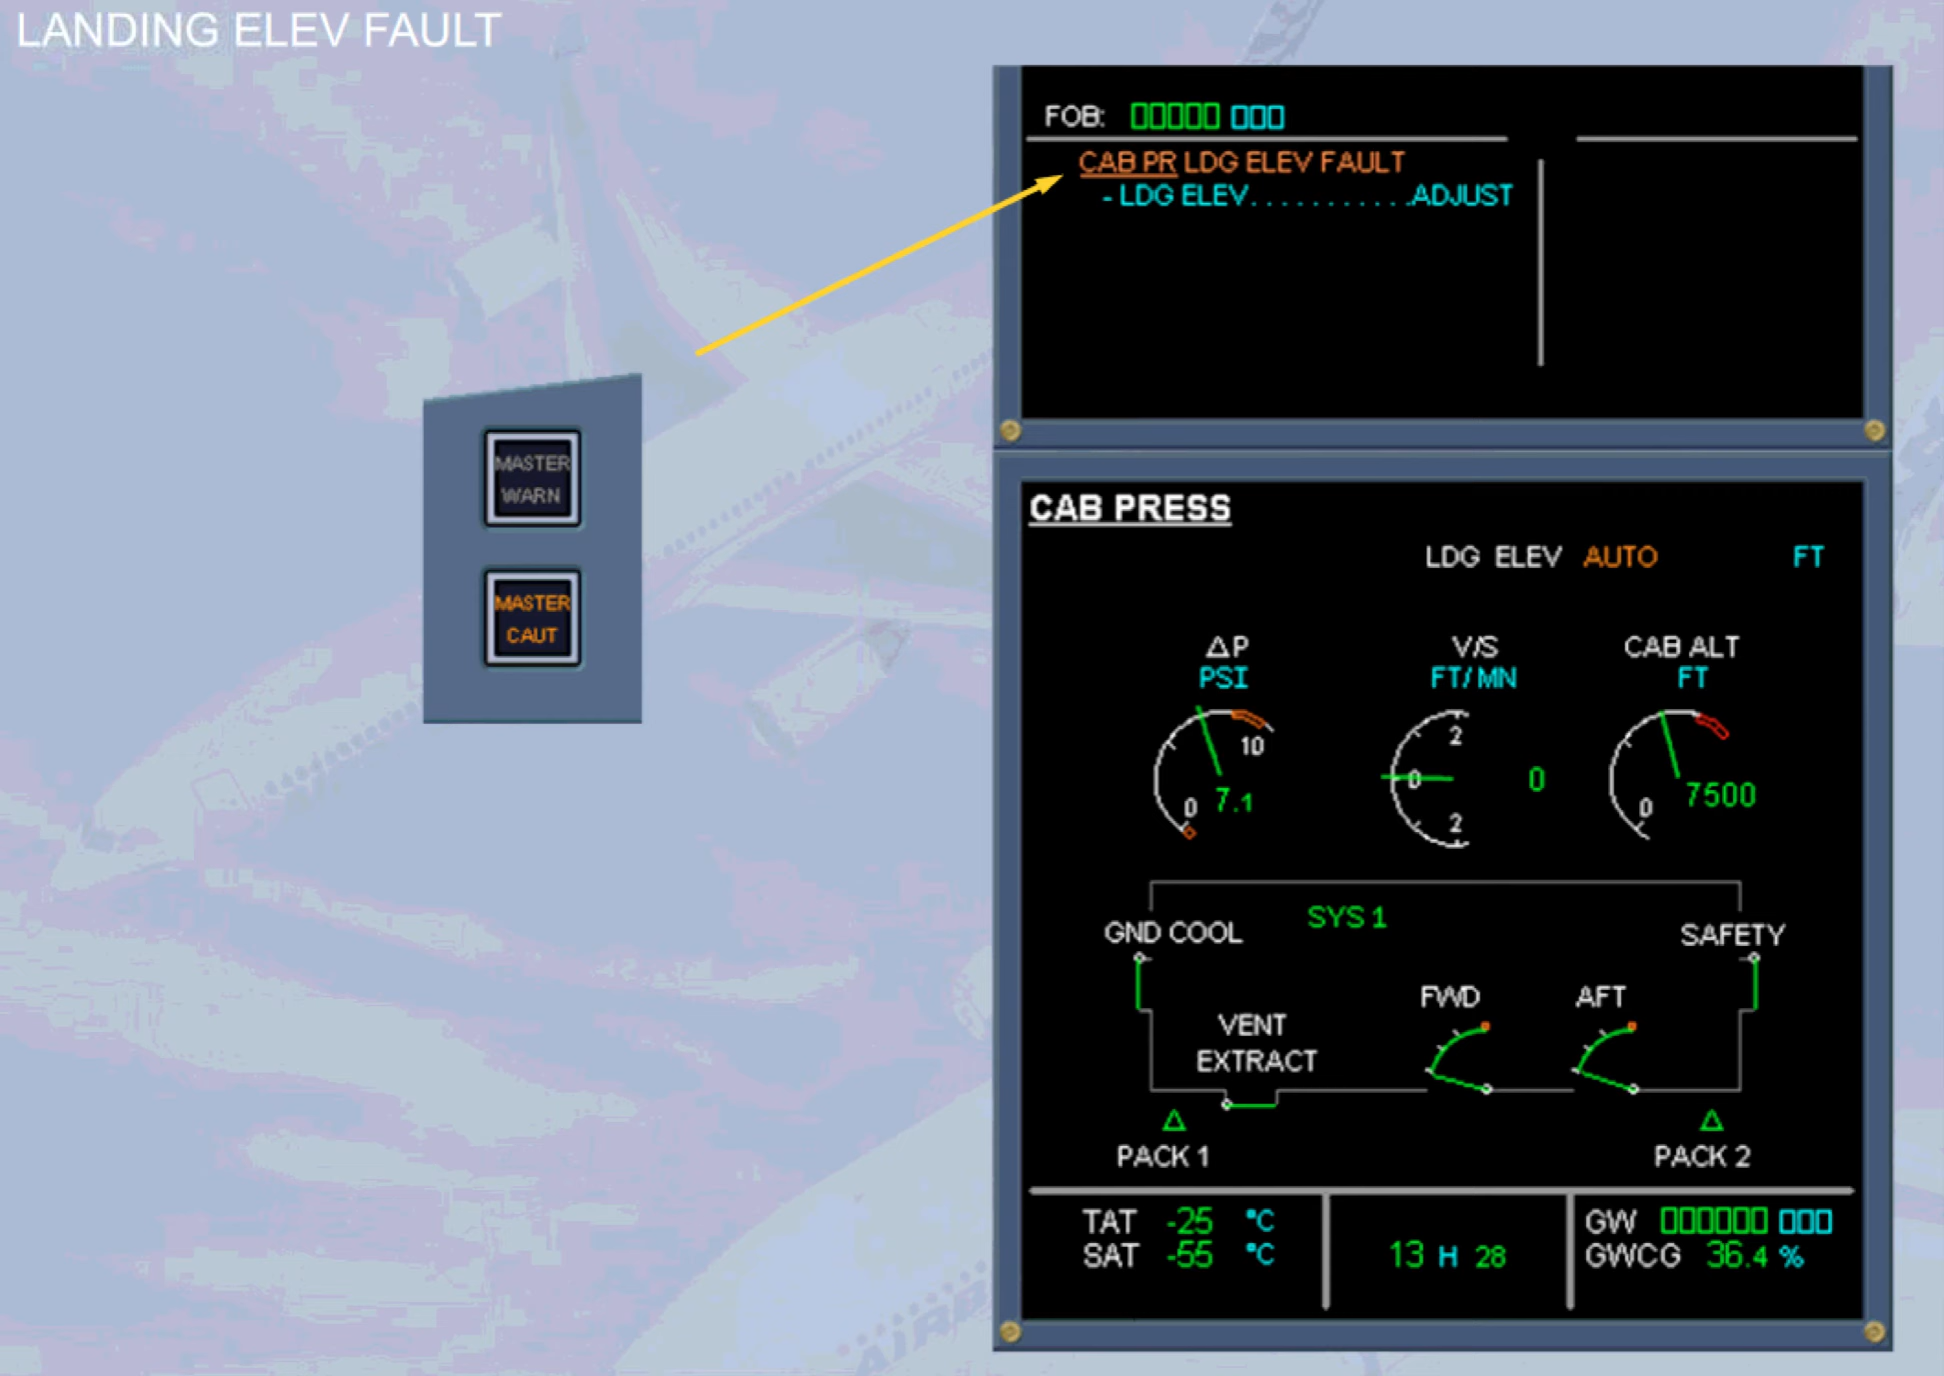 LANDING ELEV FAULT
FOB:
CAB PR LDG ELEV FAULT
- LDG ELEV...........ADJUST
MASTER
WARN
MASTER
CAUT
CAB PRESS
LDG ELEV AUTO FT
ΔP V/S CAB ALT
PSI FT/MN FT
10
0
7.1
2
0
2
0
0
7500
SYS 1
GND COOL
SAFETY
FWD AFT
VENT
EXTRACT
PACK 1 PACK 2
TAT -25 °C
SAT -55 °C
13 H 28
GW
GWCG 36.4 %
AIRB